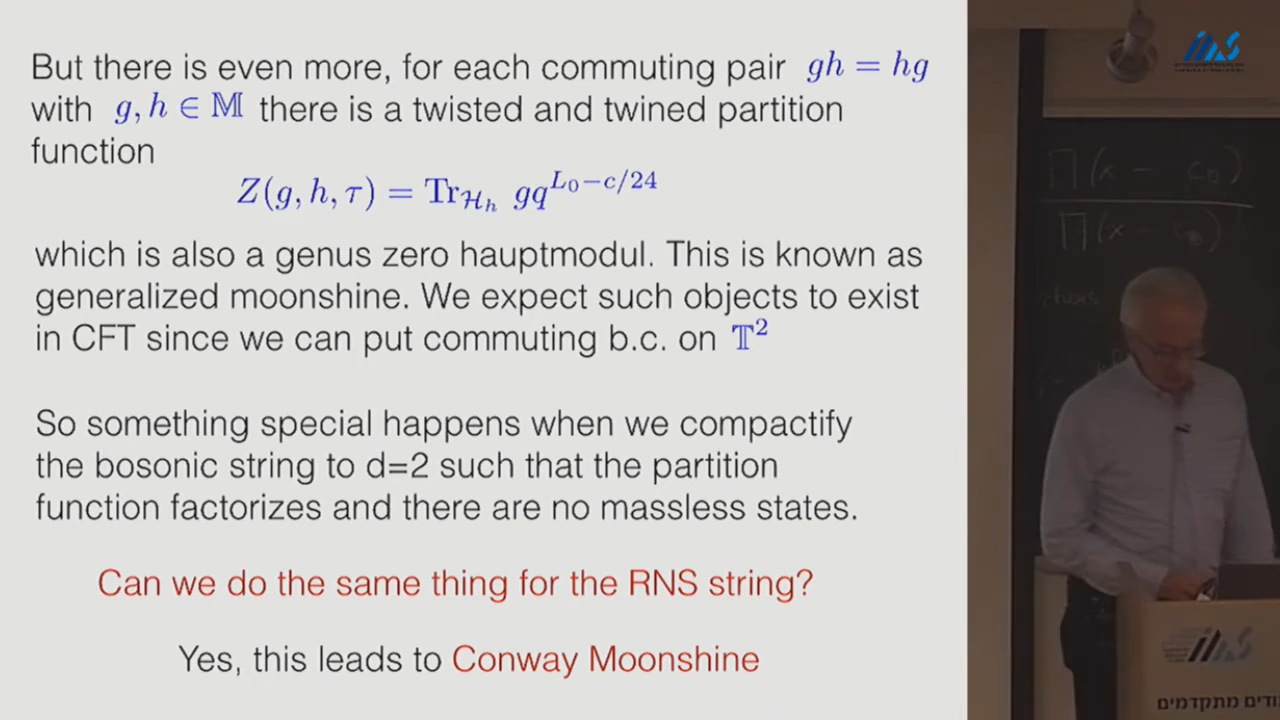 But there is even more, for each commuting pair gh = hg
with g, h ∈ 𝕄 there is a twisted and twined partition
function
Z(g, h, τ) = Tr_{ℋ_h} gq^{L_0−c/24}
which is also a genus zero hauptmodul. This is known as
generalized moonshine. We expect such objects to exist
in CFT since we can put commuting b.c. on 𝕋²
So something special happens when we compactify
the bosonic string to d=2 such that the partition
function factorizes and there are no massless states.
Can we do the same thing for the RNS string?
Yes, this leads to Conway Moonshine